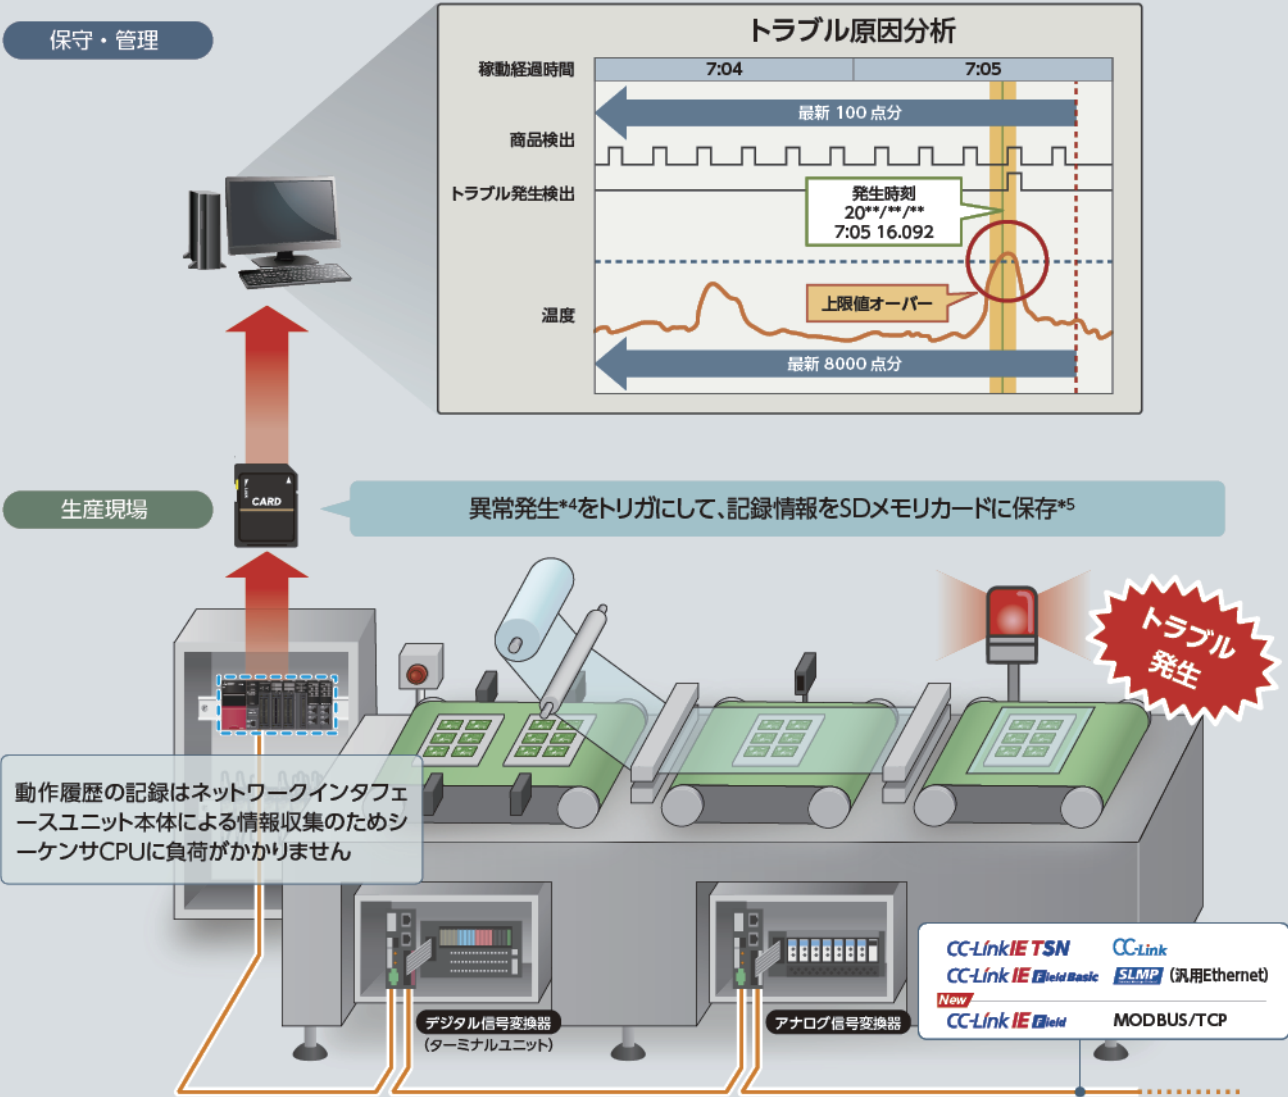 保守・管理
トラブル原因分析
稼動経過時間
7:04
7:05
最新 100 点分
商品検出
トラブル発生検出
発生時刻
20**/**/**
7:05 16.092
上限値オーバー
温度
最新 8000 点分
生産現場
CARD
異常発生*4をトリガにして、記録情報をSDメモリカードに保存*5
トラブル
発生
動作履歴の記録はネットワークインタフェ
ースユニット本体による情報収集のためシ
ーケンサCPUに負荷がかかりません
デジタル信号変換器
(ターミナルユニット)
アナログ信号変換器
CC-Link IE TSN
CC-Link
CC-Link IE Field Basic
SLMP (汎用Ethernet)
New
CC-Link IE Field
MODBUS/TCP